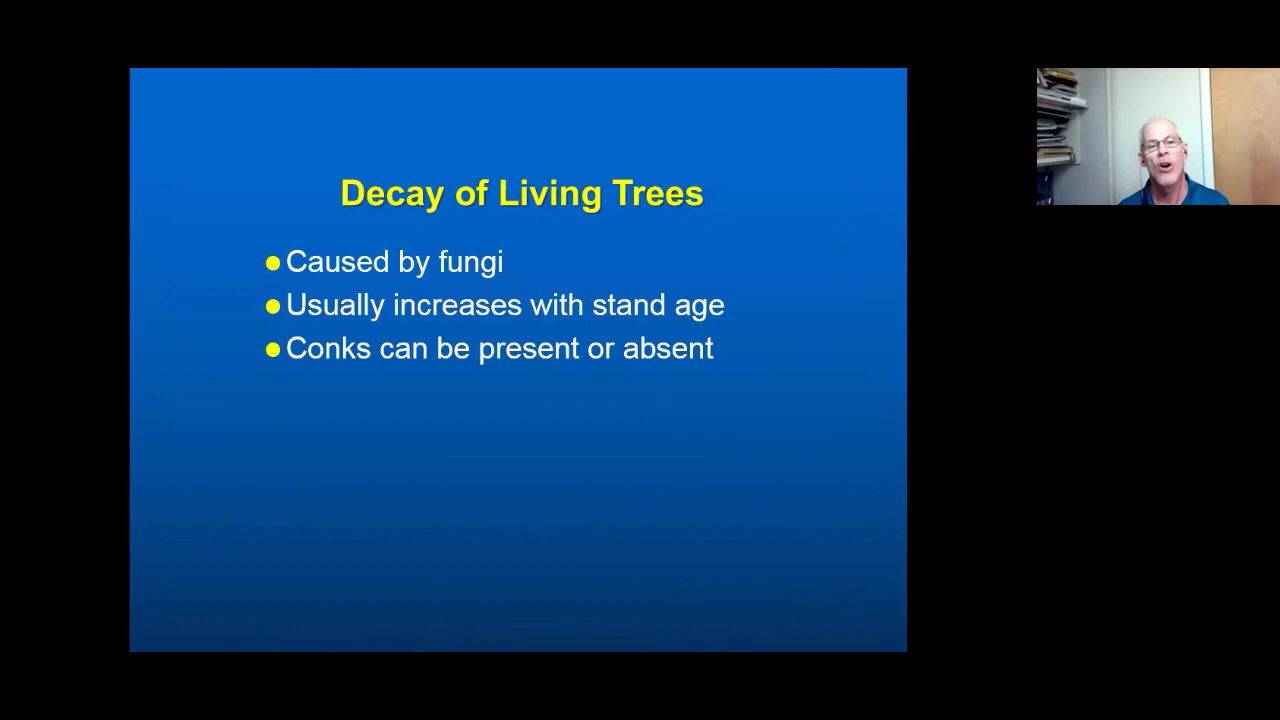 Decay of Living Trees
Caused by fungi
Usually increases with stand age
Conks can be present or absent